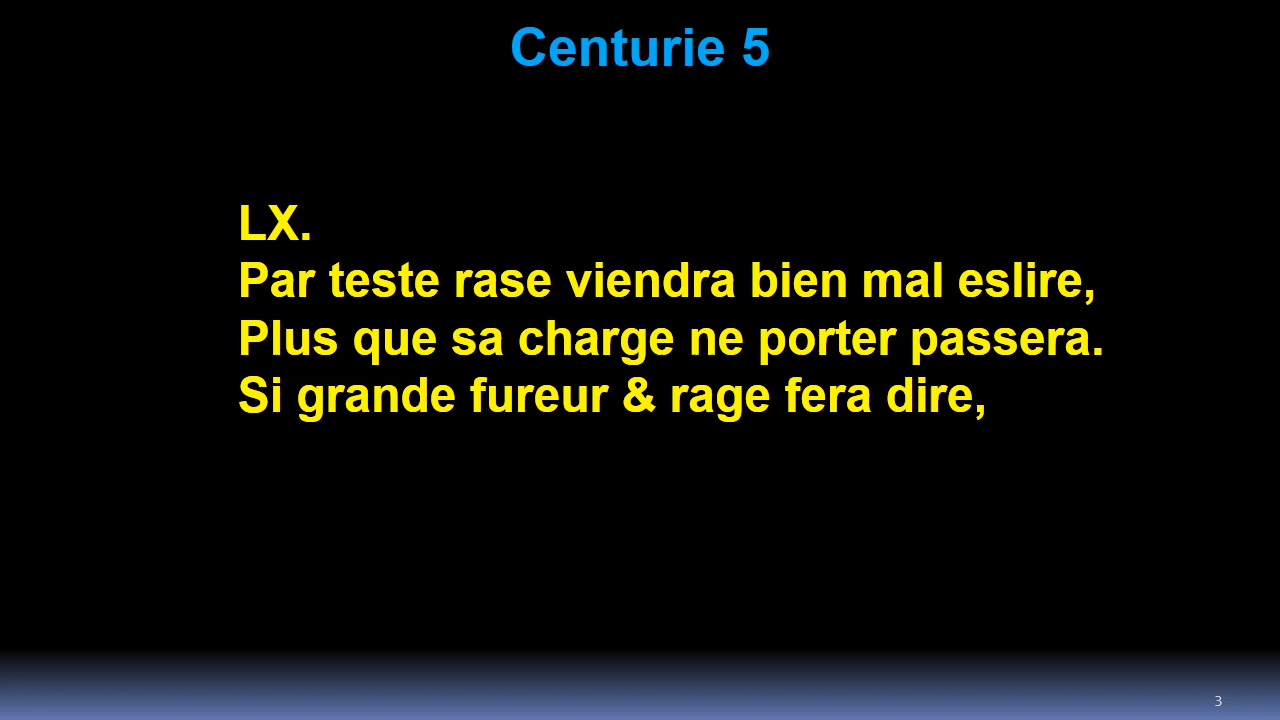 Centurie 5
LX.
Par teste rase viendra bien mal eslire,
Plus que sa charge ne porter passera.
Si grande fureur & rage fera dire,
3